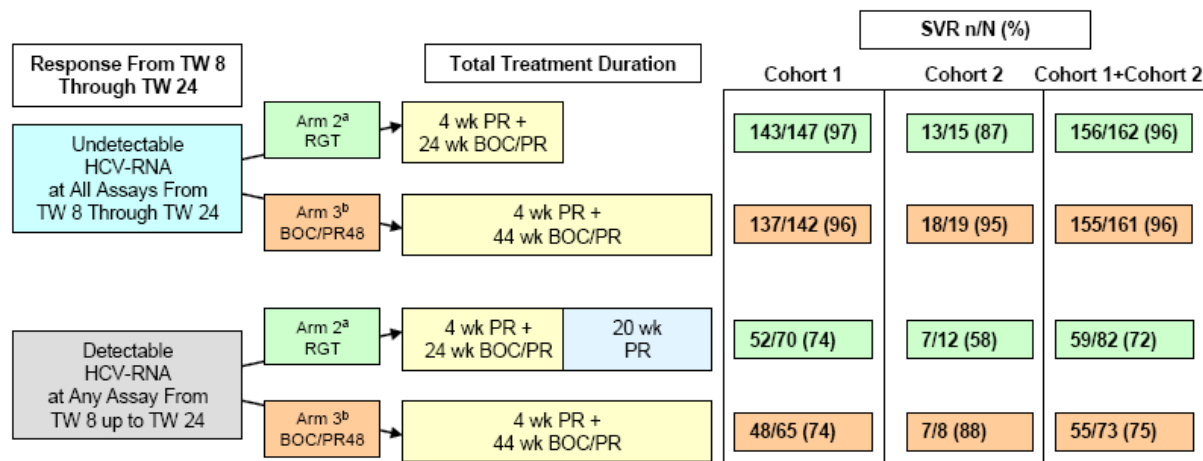 SVR n/N (%)
Response From TW 8
Through TW 24
Total Treatment Duration
Cohort 1
Cohort 2
Cohort 1+Cohort 2
Undetectable
HCV-RNA
at All Assays From
TW 8 Through TW 24
Arm 2ᵃ
RGT
4 wk PR +
24 wk BOC/PR
143/147 (97)
13/15 (87)
156/162 (96)
Arm 3ᵇ
BOC/PR48
4 wk PR +
44 wk BOC/PR
137/142 (96)
18/19 (95)
155/161 (96)
Detectable
HCV-RNA
at Any Assay From
TW 8 up to TW 24
Arm 2ᵃ
RGT
4 wk PR +
24 wk BOC/PR
20 wk
PR
52/70 (74)
7/12 (58)
59/82 (72)
Arm 3ᵇ
BOC/PR48
4 wk PR +
44 wk BOC/PR
48/65 (74)
7/8 (88)
55/73 (75)